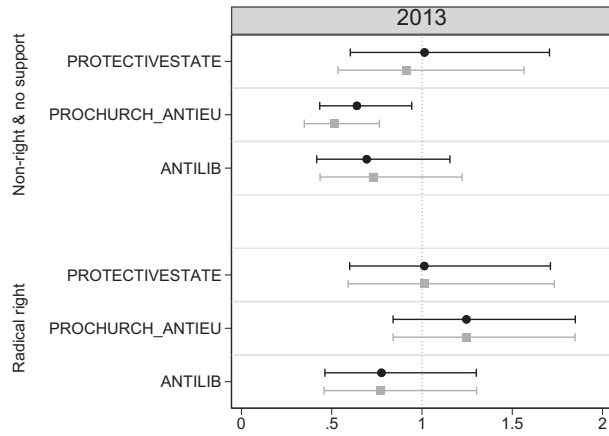 2013
Non-right & no support
PROTECTIVESTATE
PROCHURCH_ANTIEU
ANTILIB
Radical right
PROTECTIVESTATE
PROCHURCH_ANTIEU
ANTILIB
0 .5 1 1.5 2